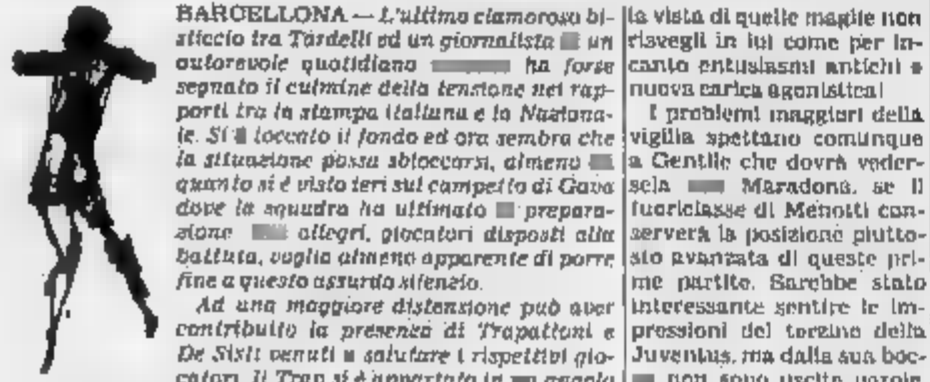 BARCELLONA — L'ultimo clamoroso bi-
sticcio tra Tardelli ed un giornalista un
autorevole quotidiano ha forse
segnato il culmine della tensione nei rap-
porti tra la stampa italiana e la Naziona-
le. Si toccato il fondo ed ora sembra che
la situazione possa sbloccarsi, almeno
quanto si è visto ieri sul campetto di Gava
dove la squadra ha ultimato prepara-
zione allegri, giocatori disposti alla
battuta, voglia almeno apparente di porre
fine a questo assurdo silenzio.
Ad una maggiore distensione può aver
contribuito la presenza di Trapattoni e
De Sisti venuti a salutare i rispettivi gio-
catori. Il Trap si è appartato in angolo
la vista di quelle maglie non
risvegli in lui come per in-
canto entusiasmi antichi e
nuova carica agonistica!
I problemi maggiori della
vigilia spettano comunque
a Gentile che dovrà veder-
sela Maradona, se il
fuoriclasse di Menotti con-
serverà la posizione piutto-
sto avanzata di queste pri-
me partite. Sarebbe stato
interessante sentire le im-
pressioni del terzino della
Juventus, ma dalla sua boc-
non sono uscite parole